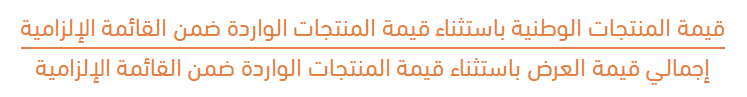 قيمة المنتجات الوطنية باستثناء قيمة المنتجات الواردة ضمن القائمة الإلزامية
إجمالي قيمة العرض باستثناء قيمة المنتجات الواردة ضمن القائمة الإلزامية